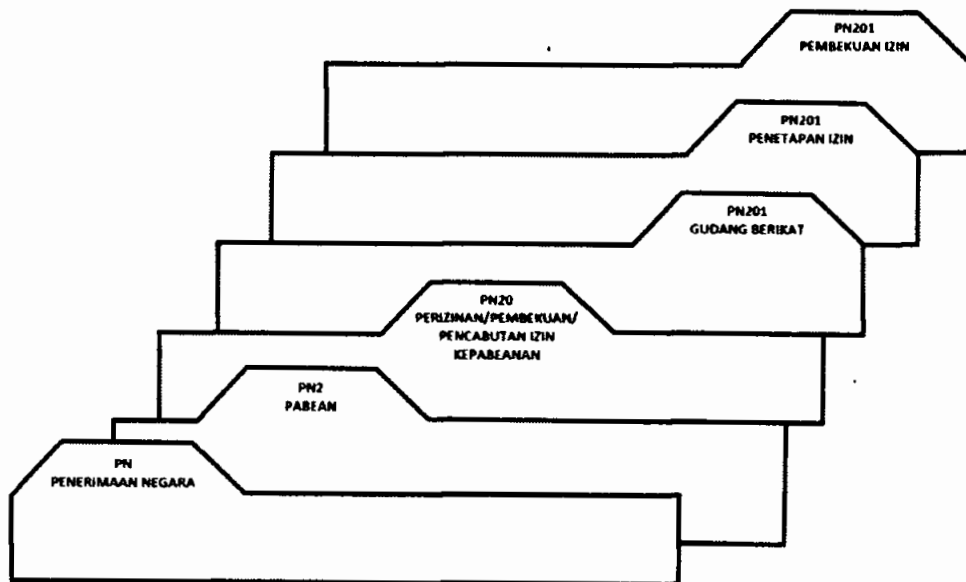 PN201
PEMBEKUAN IZIN
PN201
PENETAPAN IZIN
PN201
GUDANG BERIKAT
PN20
PERIZINAN/PEMBEKUAN/
PENCABUTAN IZIN
KEPABEANAN
PN2
PABEAN
PN
PENERIMAAN NEGARA